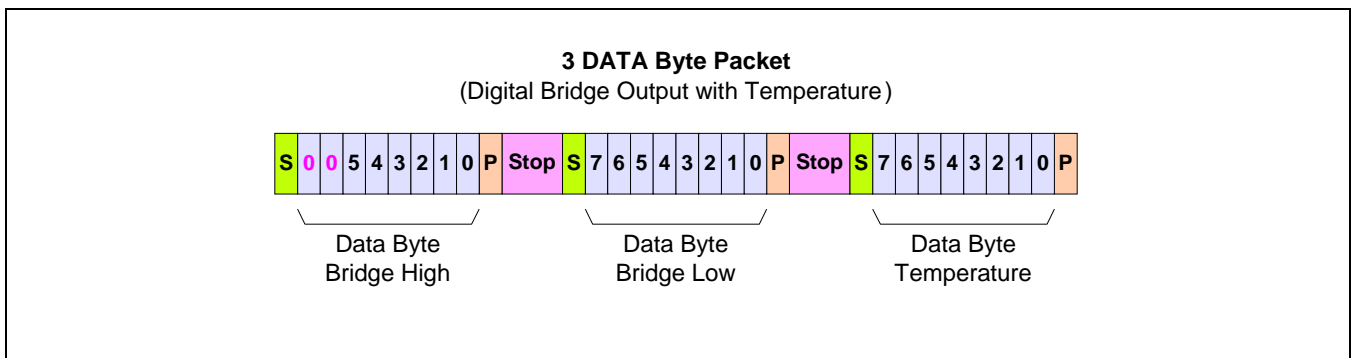 3 DATA Byte Packet
(Digital Bridge Output with Temperature)
S 0 0 5 4 3 2 1 0 P Stop S 7 6 5 4 3 2 1 0 P Stop S 7 6 5 4 3 2 1 0 P
Data Byte
Bridge High
Data Byte
Bridge Low
Data Byte
Temperature